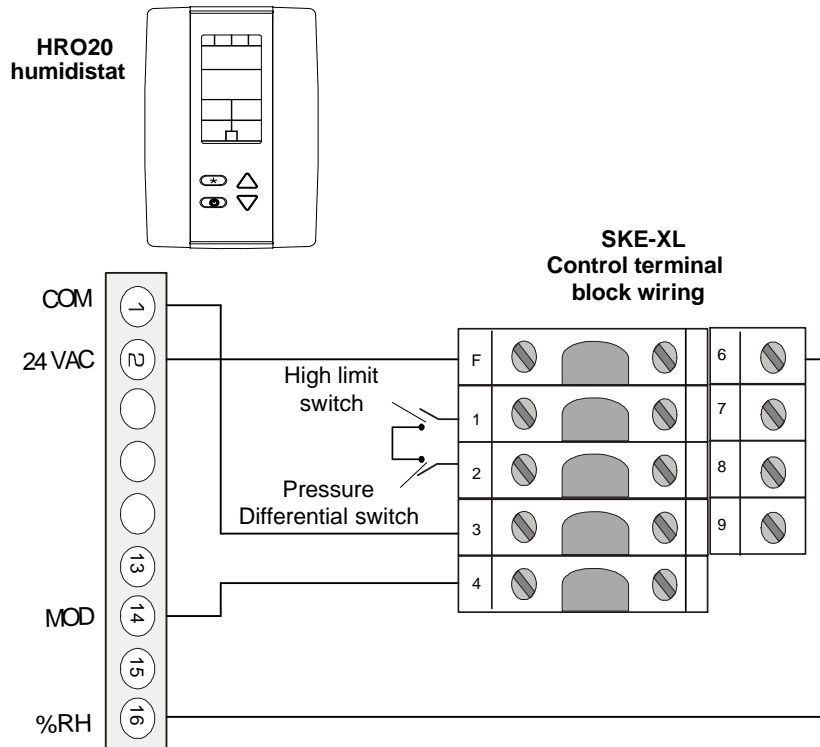 HRO20
humidistat
SKE-XL
Control terminal
block wiring
COM
1
24 VAC
2
13
MOD
14
15
%RH
16
High limit
switch
Pressure
Differential switch
F
1
2
3
4
6
7
8
9